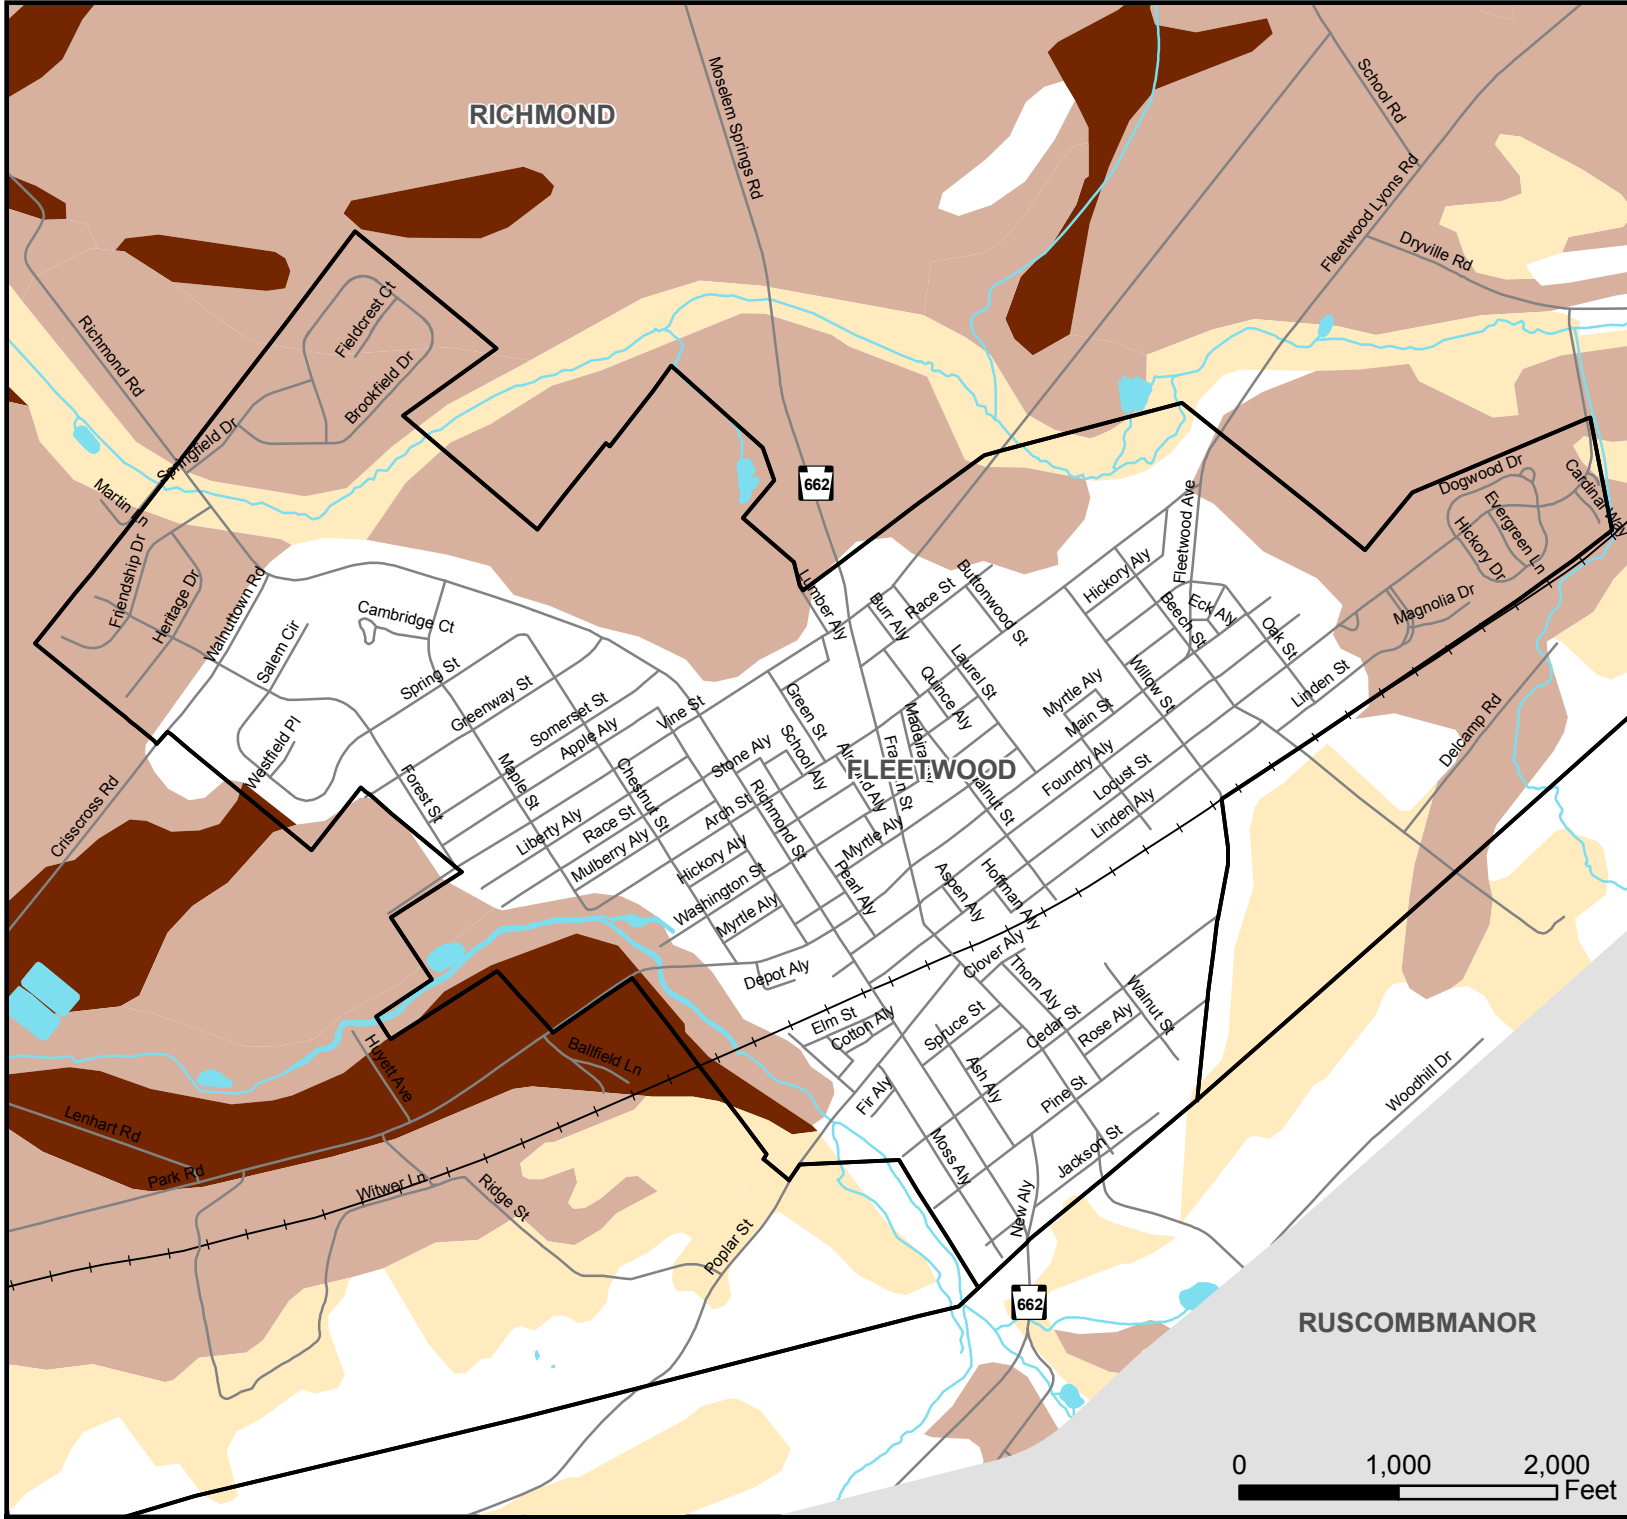 RICHMOND
Moselem Springs Rd
School Rd
Fleetwood Lyons Rd
Dryville Rd
Richmond Rd
Fieldcrest Ct
Brookfield Dr
Springfield Dr
Martin Ln
Friendship Dr
Heritage Dr
Walnuttown Rd
662
Dogwood Dr
Cardinal Way
Evergreen Ln
Hickory Dr
Magnolia Dr
Fleetwood Ave
Hickory Aly
Beech St
Eck Aly
Oak St
Linden St
Lumber Aly
Burr Aly
Race St
Buttonwood St
Laurel St
Quince Aly
Willow St
Myrtle Aly
Main St
Cambridge Ct
Salem Cir
Spring St
Greenway St
Somerset St
Apple Aly
Vine St
Green St
School Aly
Stone Aly
Westfield Pl
Forest St
Maple St
Chestnut St
Richmond St
Arch St
Liberty Aly
Race St
Mulberry Aly
Hickory Aly
Washington St
Myrtle Aly
Myrtle Aly
Pearl Aly
FLEETWOOD
Foundry Aly
Locust St
Linden Aly
Delcamp Rd
Crisscross Rd
Aspen Aly
Hoffman Aly
Clover Aly
Depot Aly
Elm St
Cotton Aly
Thom Aly
Walnut St
Spruce St
Cedar St
Rose Aly
Ash Aly
Pine St
Fir Aly
Moss Aly
Jackson St
New Aly
Huyett Ave
Ballfield Ln
Lenhart Rd
Park Rd
Witwer Ln
Ridge St
Poplar St
Woodhill Dr
662
RUSCOMBMANOR
0 1,000 2,000
Feet